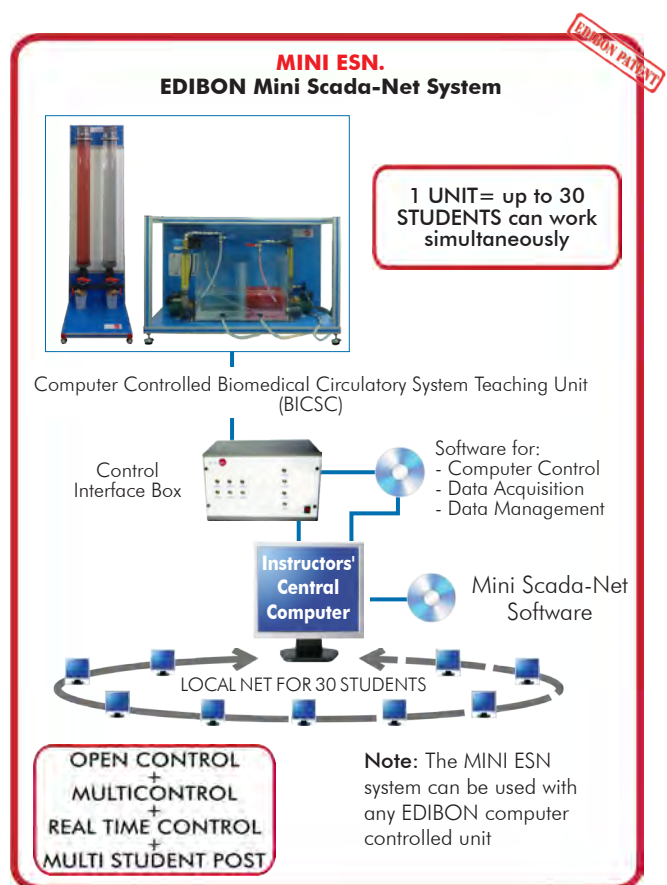 EDIBON PATENT
MINI ESN.
EDIBON Mini Scada-Net System
1 UNIT= up to 30
STUDENTS can work
simultaneously
Computer Controlled Biomedical Circulatory System Teaching Unit
(BICSC)
Control
Interface Box
Software for:
- Computer Control
- Data Acquisition
- Data Management
Instructors'
Central
Computer
Mini Scada-Net
Software
LOCAL NET FOR 30 STUDENTS
OPEN CONTROL
+
MULTICONTROL
+
REAL TIME CONTROL
+
MULTI STUDENT POST
Note: The MINI ESN
system can be used with
any EDIBON computer
controlled unit